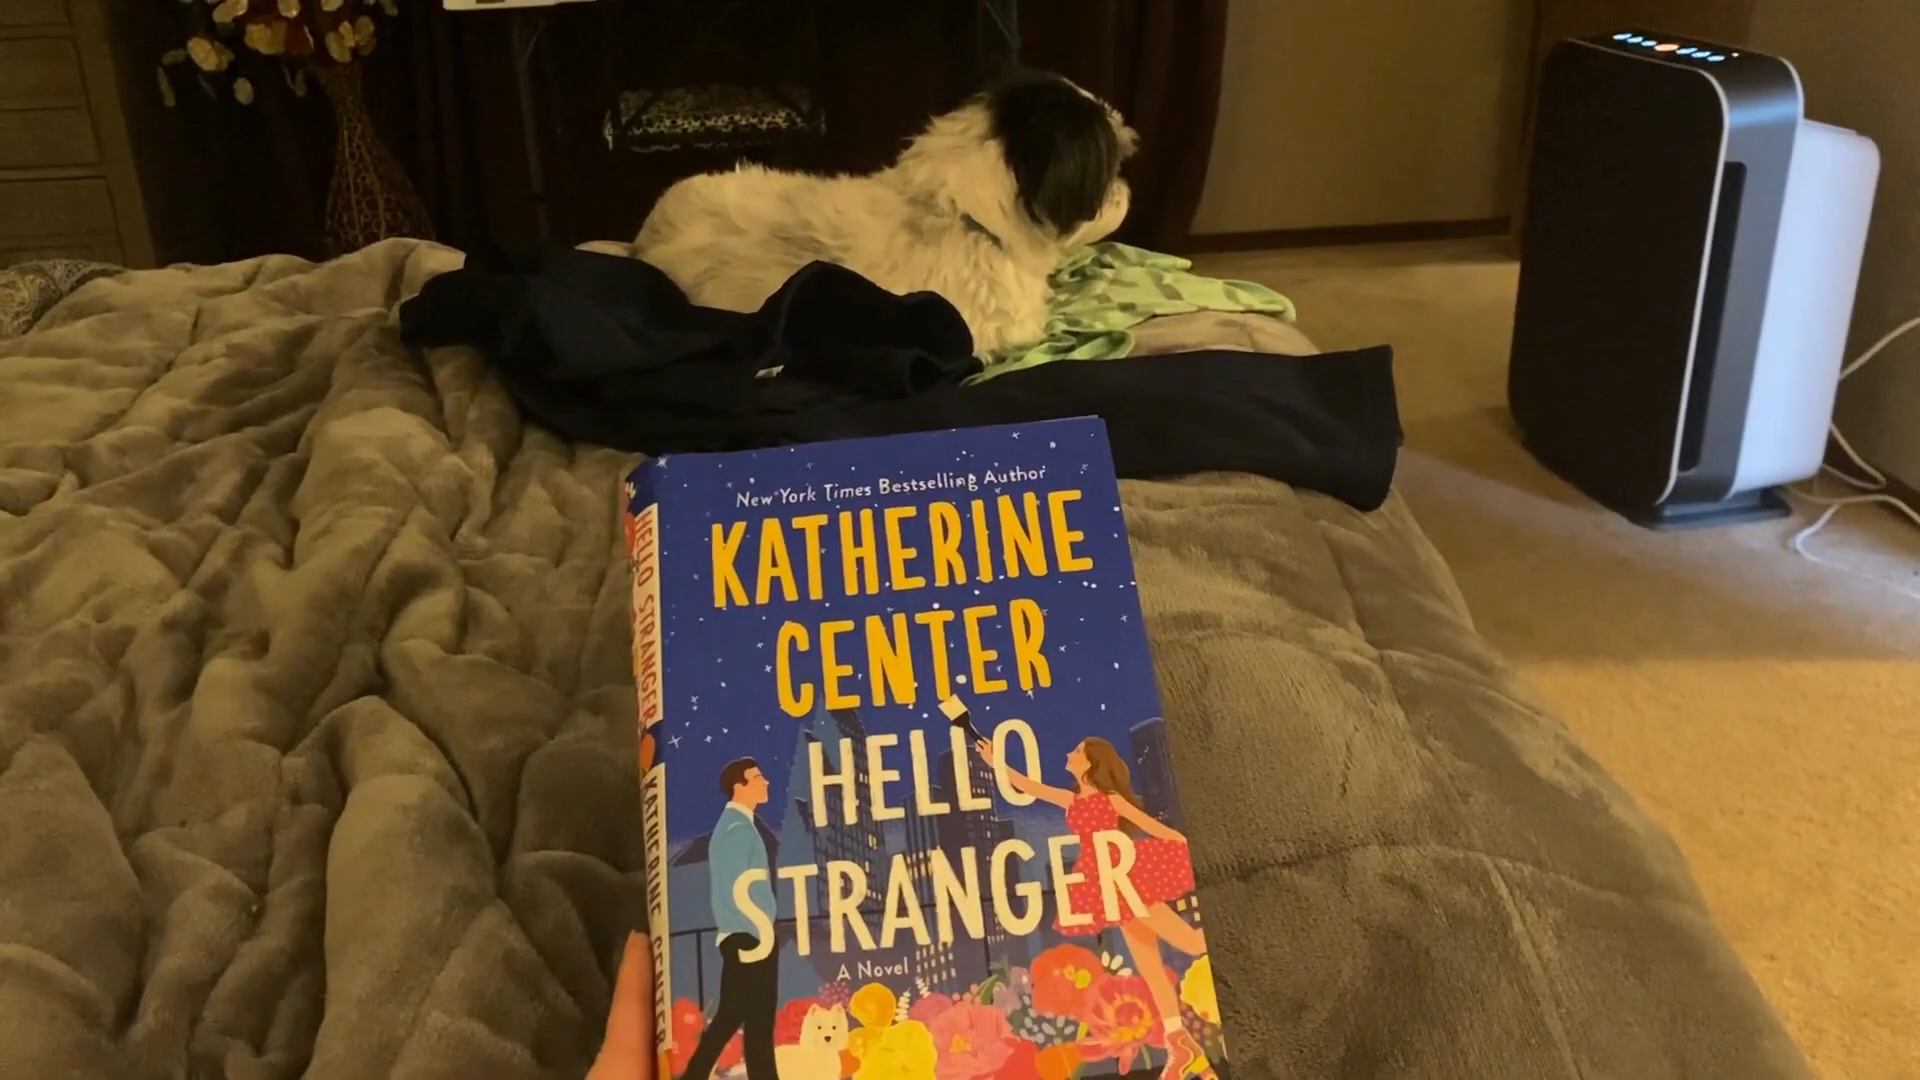 New York Times Bestselling Author
KATHERINE
CENTER
HELLO
STRANGER
A Novel
HELLO STRANGER
KATHERINE CENTER